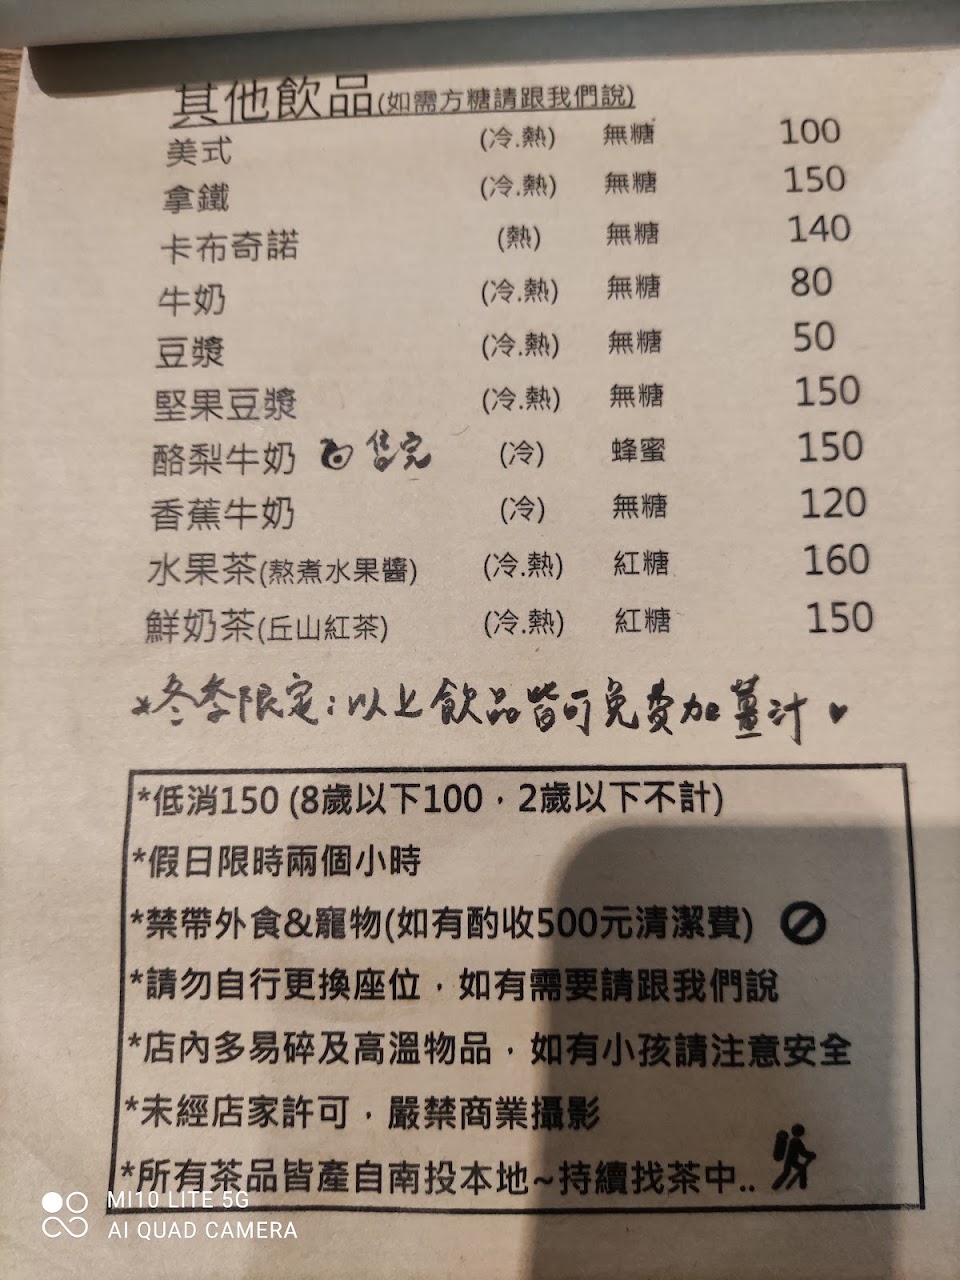 其他飲品(如需方糖請跟我們說)
美式 (冷.熱) 無糖 100
拿鐵 (冷.熱) 無糖 150
卡布奇諾 (熱) 無糖 140
牛奶 (冷.熱) 無糖 80
豆漿 (冷.熱) 無糖 50
堅果豆漿 (冷.熱) 無糖 150
酪梨牛奶 售完 (冷) 蜂蜜 150
香蕉牛奶 (冷) 無糖 120
水果茶(熬煮水果醬) (冷.熱) 紅糖 160
鮮奶茶(丘山紅茶) (冷.熱) 紅糖 150
*冬季限定:以上飲品皆可免費加薑汁♥
*低消150 (8歲以下100，2歲以下不計)
*假日限時兩個小時
*禁帶外食&寵物(如有酌收500元清潔費)
*請勿自行更換座位，如有需要請跟我們說
*店內多易碎及高溫物品，如有小孩請注意安全
*未經店家許可，嚴禁商業攝影
*所有茶品皆產自南投本地~持續找茶中..
MI10 LITE 5G
AI QUAD CAMERA